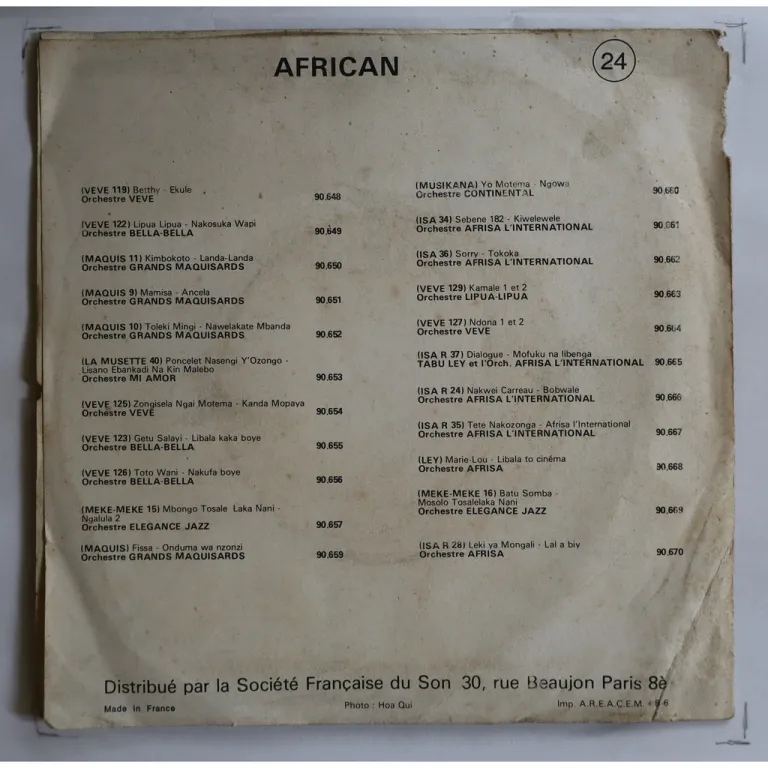 AFRICAN
24
(VEVE 119) Betthy - Ekule
Orchestre VEVE 90.648
(VEVE 122) Lipua Lipua - Nakosuka Wapi
Orchestre BELLA-BELLA 90.649
(MAQUIS 11) Kimbokoto - Landa-Landa
Orchestre GRANDS MAQUISARDS 90.650
(MAQUIS 9) Mamisa - Ancela
Orchestre GRANDS MAQUISARDS 90.651
(MAQUIS 10) Toleki Mingi - Nawelakate Mbanda
Orchestre GRANDS MAQUISARDS 90.652
(LA MUSETTE 40) Poncelet Nasengi Y'Ozongo -
Lisano Ebankadi Na Kin Malebo
Orchestre MI AMOR 90.653
(VEVE 125) Zongisela Ngai Motema - Kanda Mopaya
Orchestre VEVE 90.654
(VEVE 123) Getu Salayi - Libala kaka boye
Orchestre BELLA-BELLA 90.655
(VEVE 126) Toto Wani - Nakufa boye
Orchestre BELLA-BELLA 90.656
(MEKE-MEKE 15) Mbongo Tosale Laka Nani -
Ngalula 2
Orchestre ELEGANCE JAZZ 90.657
(MAQUIS) Fissa - Onduma wa nzonzi
Orchestre GRANDS MAQUISARDS 90.659
(MUSIKANA) Yo Motema - Ngowa
Orchestre CONTINENTAL 90.660
(ISA 34) Sebene 182 - Kiwelewele
Orchestre AFRISA L'INTERNATIONAL 90.661
(ISA 36) Sorry - Tokoka
Orchestre AFRISA L'INTERNATIONAL 90.662
(VEVE 129) Kamale 1 et 2
Orchestre LIPUA-LIPUA 90.663
(VEVE 127) Ndona 1 et 2
Orchestre VEVE 90.664
(ISA R 37) Dialogue - Mofuku na libenga
TABU LEY et l'Orch. AFRISA L'INTERNATIONAL 90.665
(ISA R 24) Nakwei Carreau - Bobwale
Orchestre AFRISA L'INTERNATIONAL 90.666
(ISA R 35) Tete Nakozonga - Afrisa l'International
Orchestre AFRISA L'INTERNATIONAL 90.667
(LEY) Marie-Lou - Libala to cinéma
Orchestre AFRISA 90.668
(MEKE-MEKE 16) Batu Somba -
Mosolo Tosalelaka Nani
Orchestre ELEGANCE JAZZ 90.669
(ISA R 28) Leki ya Mongali - Lal a biy
Orchestre AFRISA 90.670
Distribué par la Société Française du Son 30, rue Beaujon Paris 8è
Made in France Photo : Hoa Qui Imp. A.R.E.A.C.E.M.